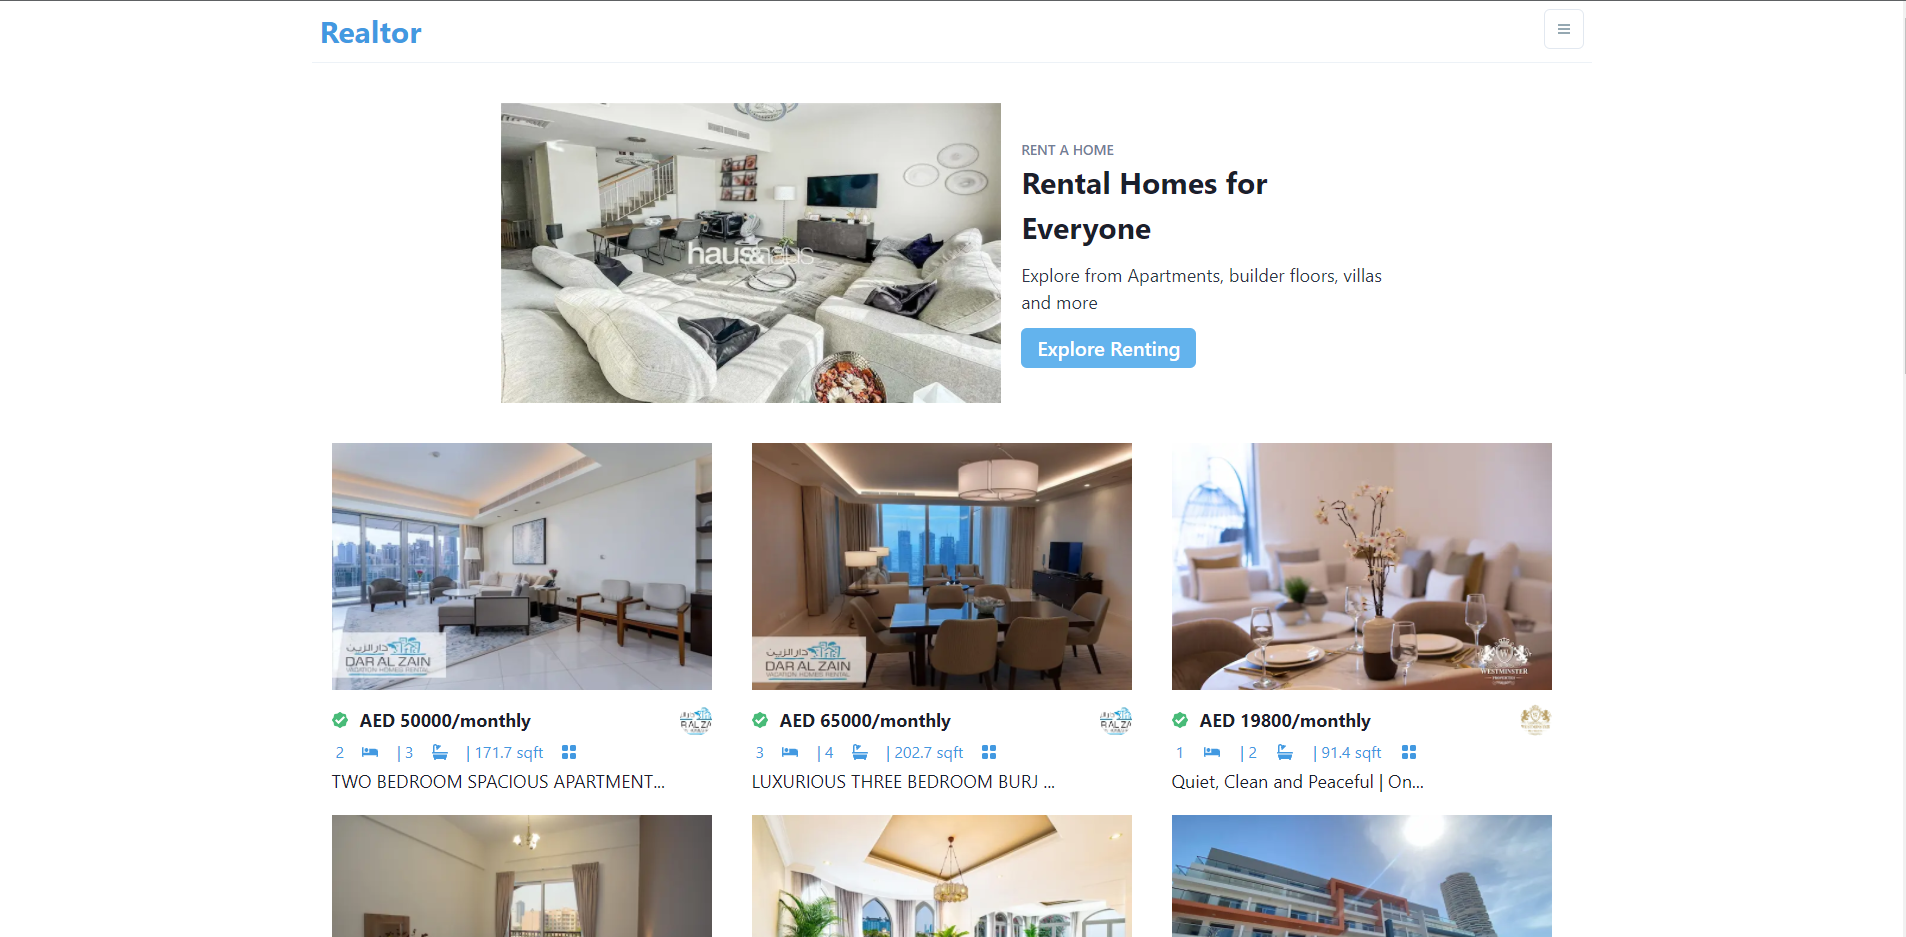 Realtor
haus&haus
RENT A HOME
Rental Homes for
Everyone
Explore from Apartments, builder floors, villas
and more
Explore Renting
دار الزين
DAR AL ZAIN
VACATION HOMES RENTAL
دار الزين
DAR AL ZAIN
VACATION HOMES RENTAL
W
WESTMINSTER
PROPERTIES
AED 50000/monthly
2 | 3 | 171.7 sqft
TWO BEDROOM SPACIOUS APARTMENT...
AED 65000/monthly
3 | 4 | 202.7 sqft
LUXURIOUS THREE BEDROOM BURJ ...
AED 19800/monthly
1 | 2 | 91.4 sqft
Quiet, Clean and Peaceful | On...